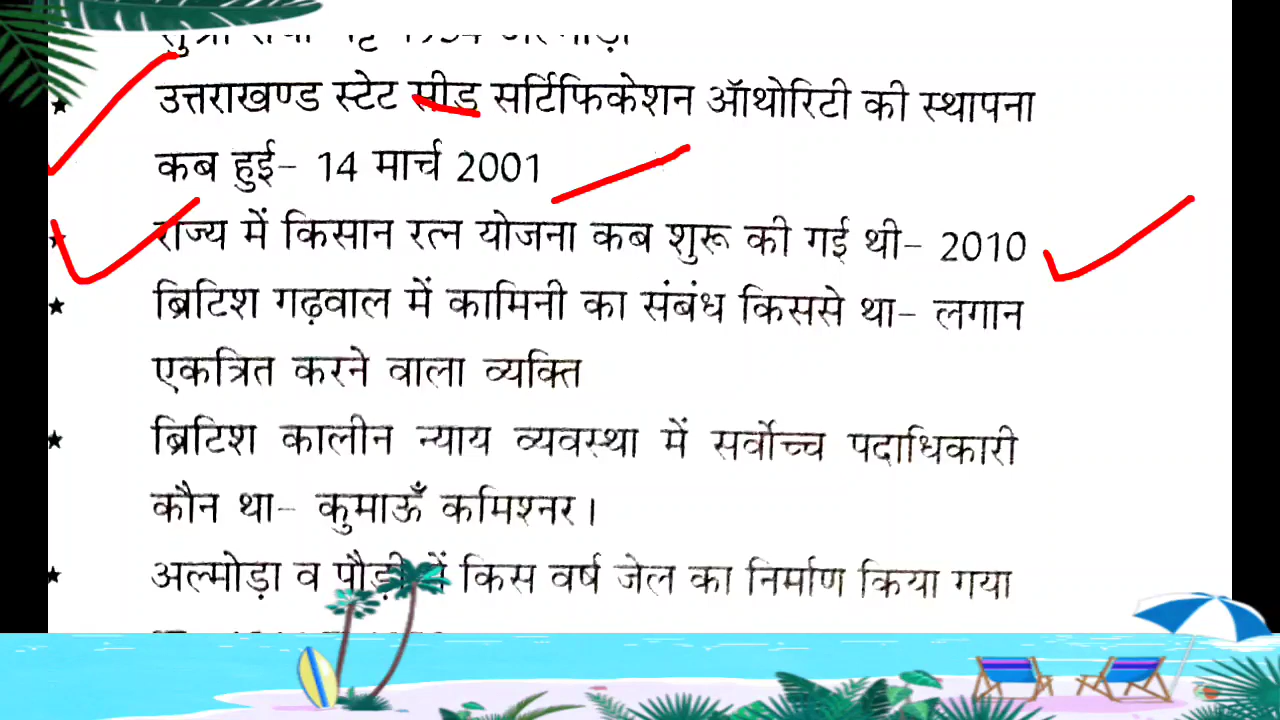 उत्तराखण्ड स्टेट सीड सर्टिफिकेशन ऑथोरिटी की स्थापना
कब हुई– 14 मार्च 2001
राज्य में किसान रत्न योजना कब शुरू की गई थी– 2010
ब्रिटिश गढ़वाल में कामिनी का संबंध किससे था– लगान
एकत्रित करने वाला व्यक्ति
ब्रिटिश कालीन न्याय व्यवस्था में सर्वोच्च पदाधिकारी
कौन था– कुमाऊँ कमिश्नर।
अल्मोड़ा व पौड़ी में किस वर्ष जेल का निर्माण किया गया